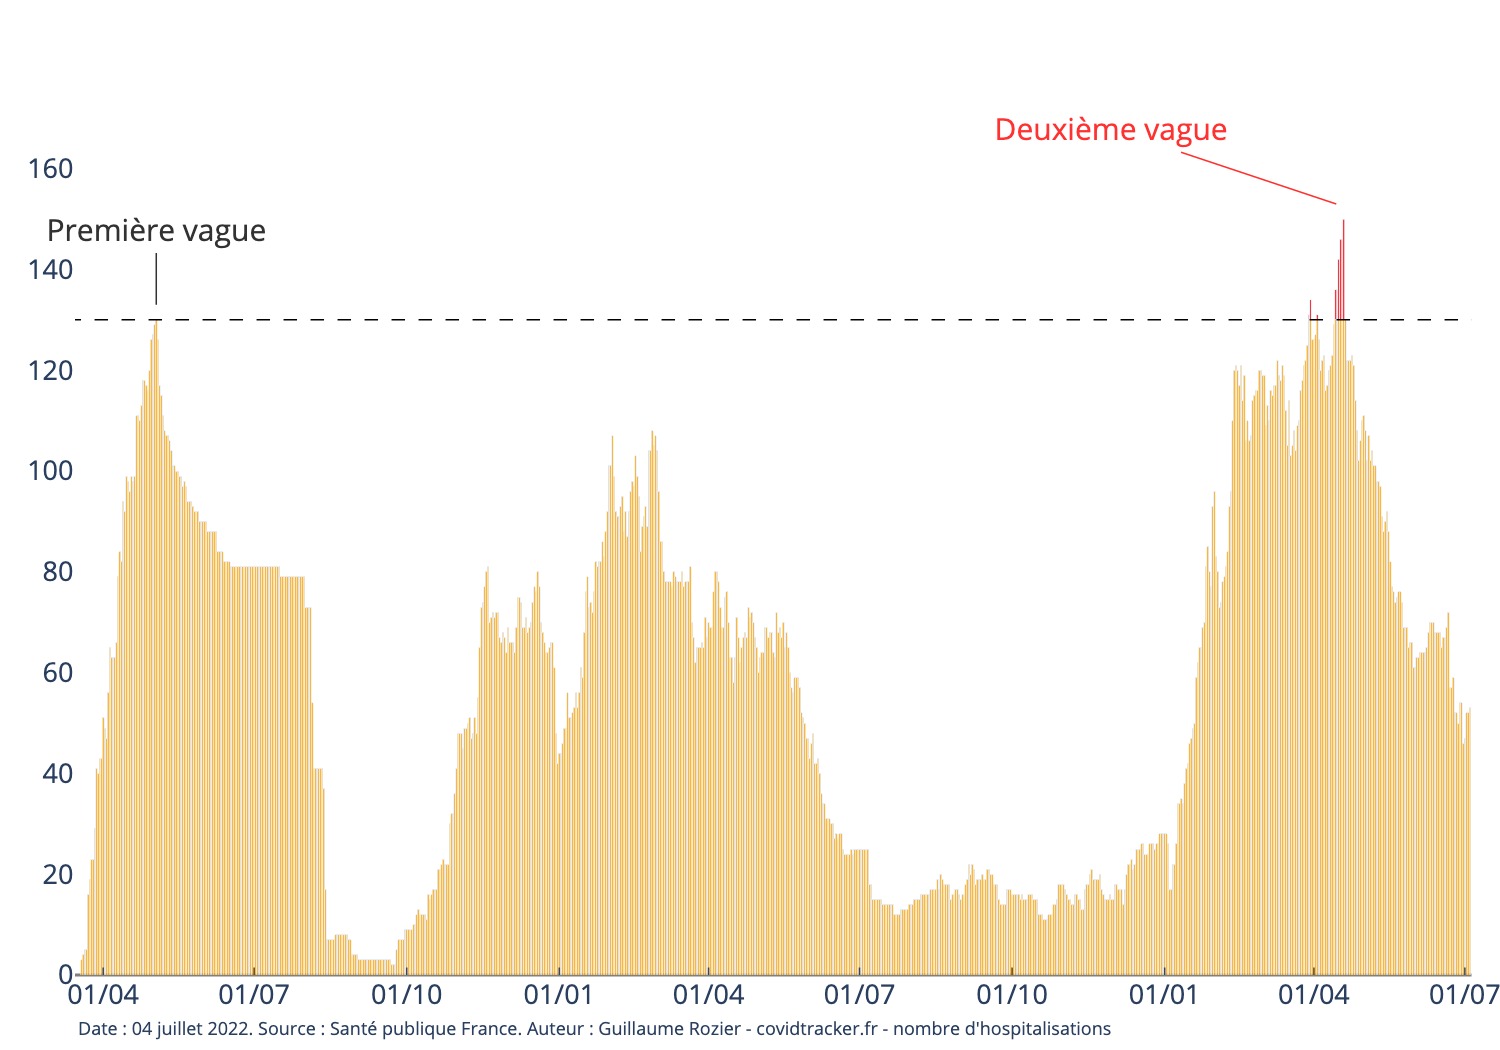 Deuxième vague
160
Première vague
140
120
100
80
60
40
20
0
01/04 01/07 01/10 01/01 01/04 01/07 01/10 01/01 01/04 01/07
Date : 04 juillet 2022. Source : Santé publique France. Auteur : Guillaume Rozier - covidtracker.fr - nombre d'hospitalisations